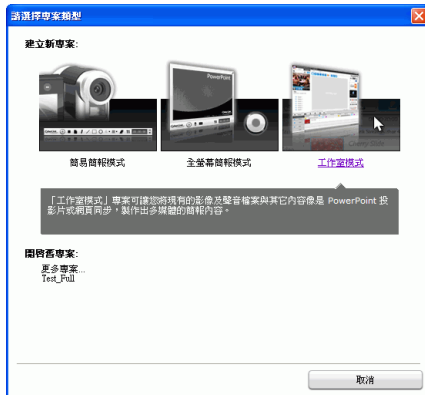 請選擇專案類型
建立新專案:
PowerPoint
簡易簡報模式
全螢幕簡報模式
工作室模式
「工作室模式」專案可讓您將現有的影像及聲音檔案與其它內容像是 PowerPoint 投
影片或網頁同步，製作出多媒體的簡報內容。
開啓舊專案:
更多專案...
Test_Full
取消